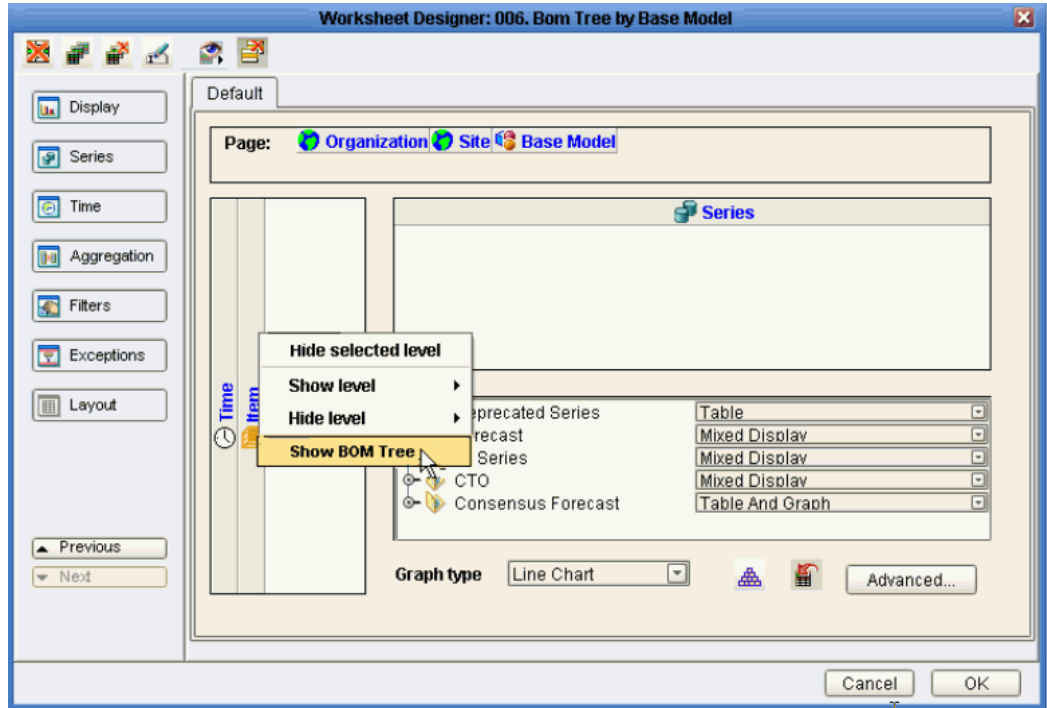 Worksheet Designer: 006. Bom Tree by Base Model
Display
Series
Time
Aggregation
Filters
Exceptions
Layout
Previous
Next
Default
Page: Organization Site Base Model
Time
Item
Series
Hide selected level
Show level
Hide level
Show BOM Tree
eprecated Series Table
recast Mixed Display
Series Mixed Display
CTO Mixed Display
Consensus Forecast Table And Graph
Graph type Line Chart
Advanced...
Cancel OK